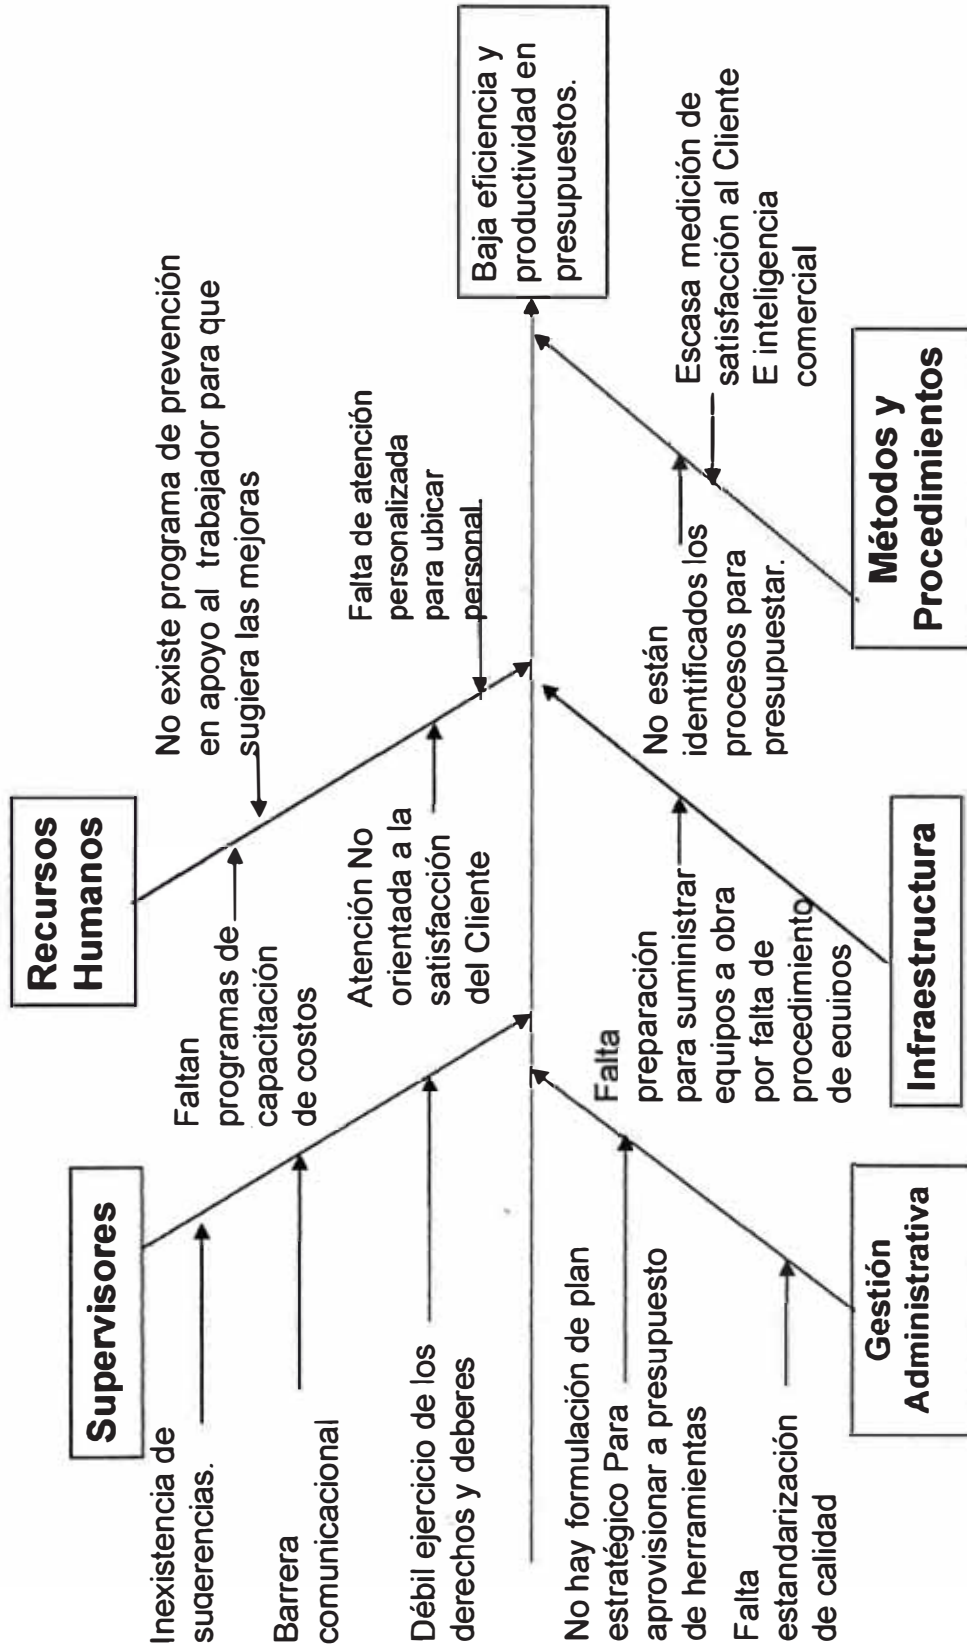 Supervisores
Inexistencia de
sugerencias.
Barrera
comunicacional
Débil ejercicio de los
derechos y deberes
Recursos
Humanos
Faltan
programas de
capacitación
de costos
No existe programa de prevención
en apoyo al trabajador para que
sugiera las mejoras
Atención No
orientada a la
satisfacción
del Cliente
Falta de atención
personalizada
para ubicar
personal.
Baja eficiencia y
productividad en
presupuestos.
No hay formulación de plan
estratégico Para
aprovisionar a presupuesto
de herramientas
Falta
estandarización
de calidad
Gestión
Administrativa
Falta
preparación
para suministrar
equipos a obra
por falta de
procedimiento
de equipos
Infraestructura
No están
identificados los
procesos para
presupuestar.
Escasa medición de
satisfacción al Cliente
E inteligencia
comercial
Métodos y
Procedimientos